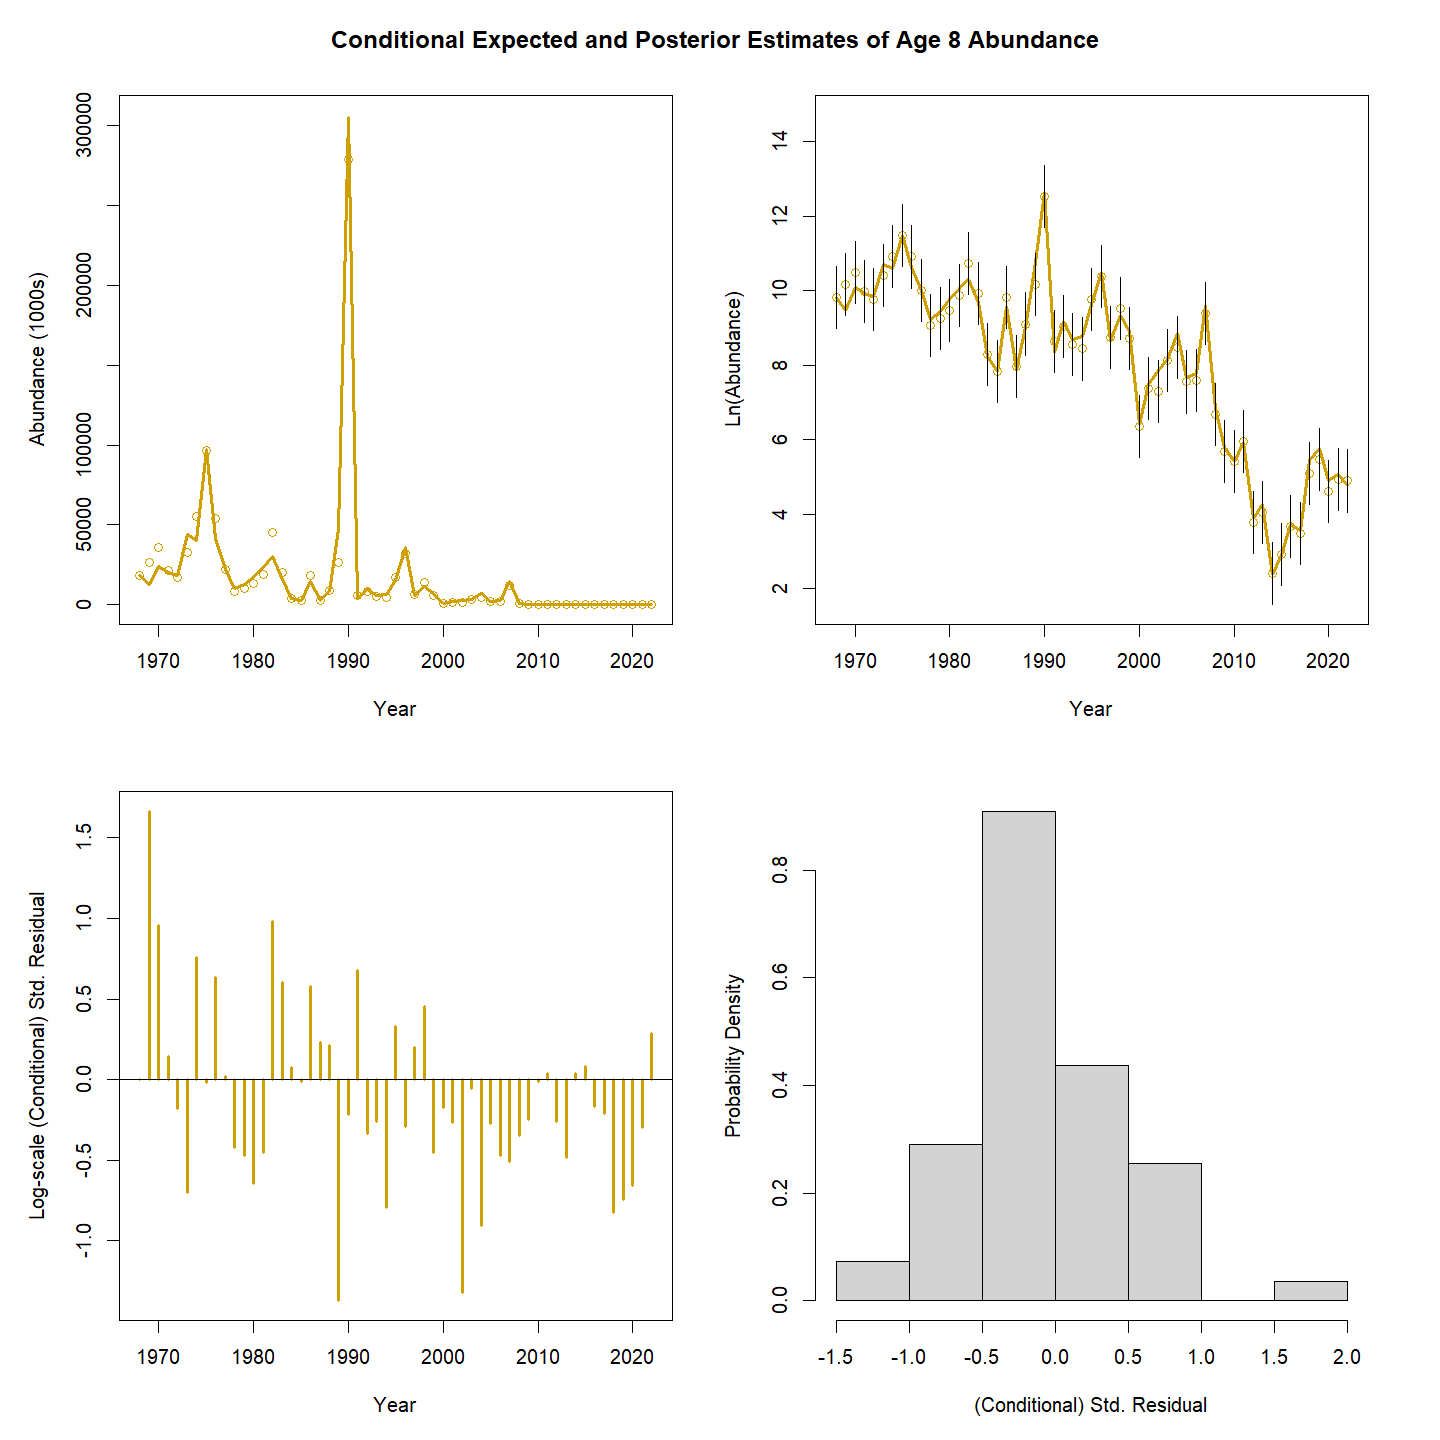 Conditional Expected and Posterior Estimates of Age 8 Abundance
Abundance (1000s)
300000
200000
100000
50000
0
1970 1980 1990 2000 2010 2020
Year
Ln(Abundance)
14
12
10
8
6
4
2
1970 1980 1990 2000 2010 2020
Year
Log-scale (Conditional) Std. Residual
1.5
1.0
0.5
0.0
-0.5
-1.0
1970 1980 1990 2000 2010 2020
Year
Probability Density
0.8
0.6
0.4
0.2
0.0
-1.5 -1.0 -0.5 0.0 0.5 1.0 1.5 2.0
(Conditional) Std. Residual